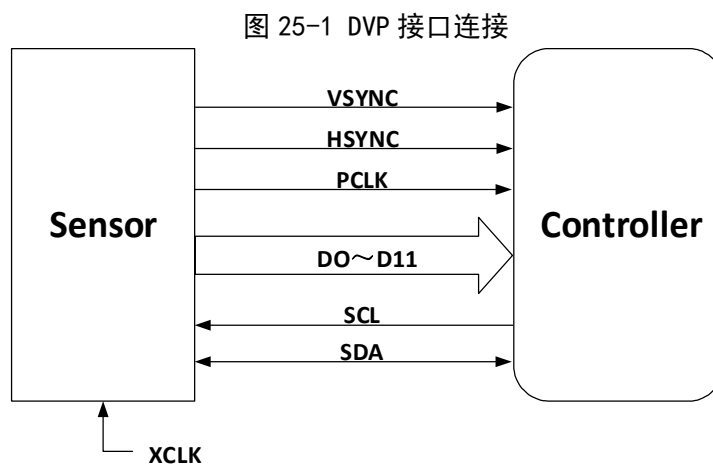 图 25-1 DVP 接口连接
VSYNC
HSYNC
PCLK
Sensor
Controller
DO～D11
SCL
SDA
XCLK